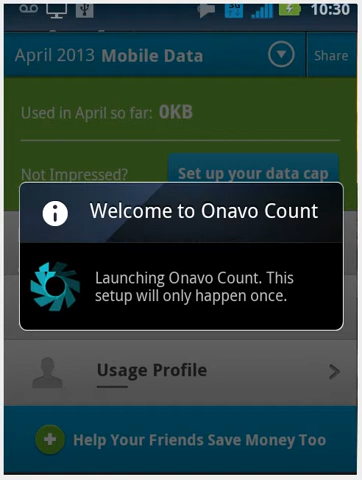 10:30
April 2013 Mobile Data
Share
Used in April so far: 0KB
Not Impressed?
Set up your data cap
Welcome to Onavo Count
Launching Onavo Count. This
setup will only happen once.
Usage Profile
Help Your Friends Save Money Too